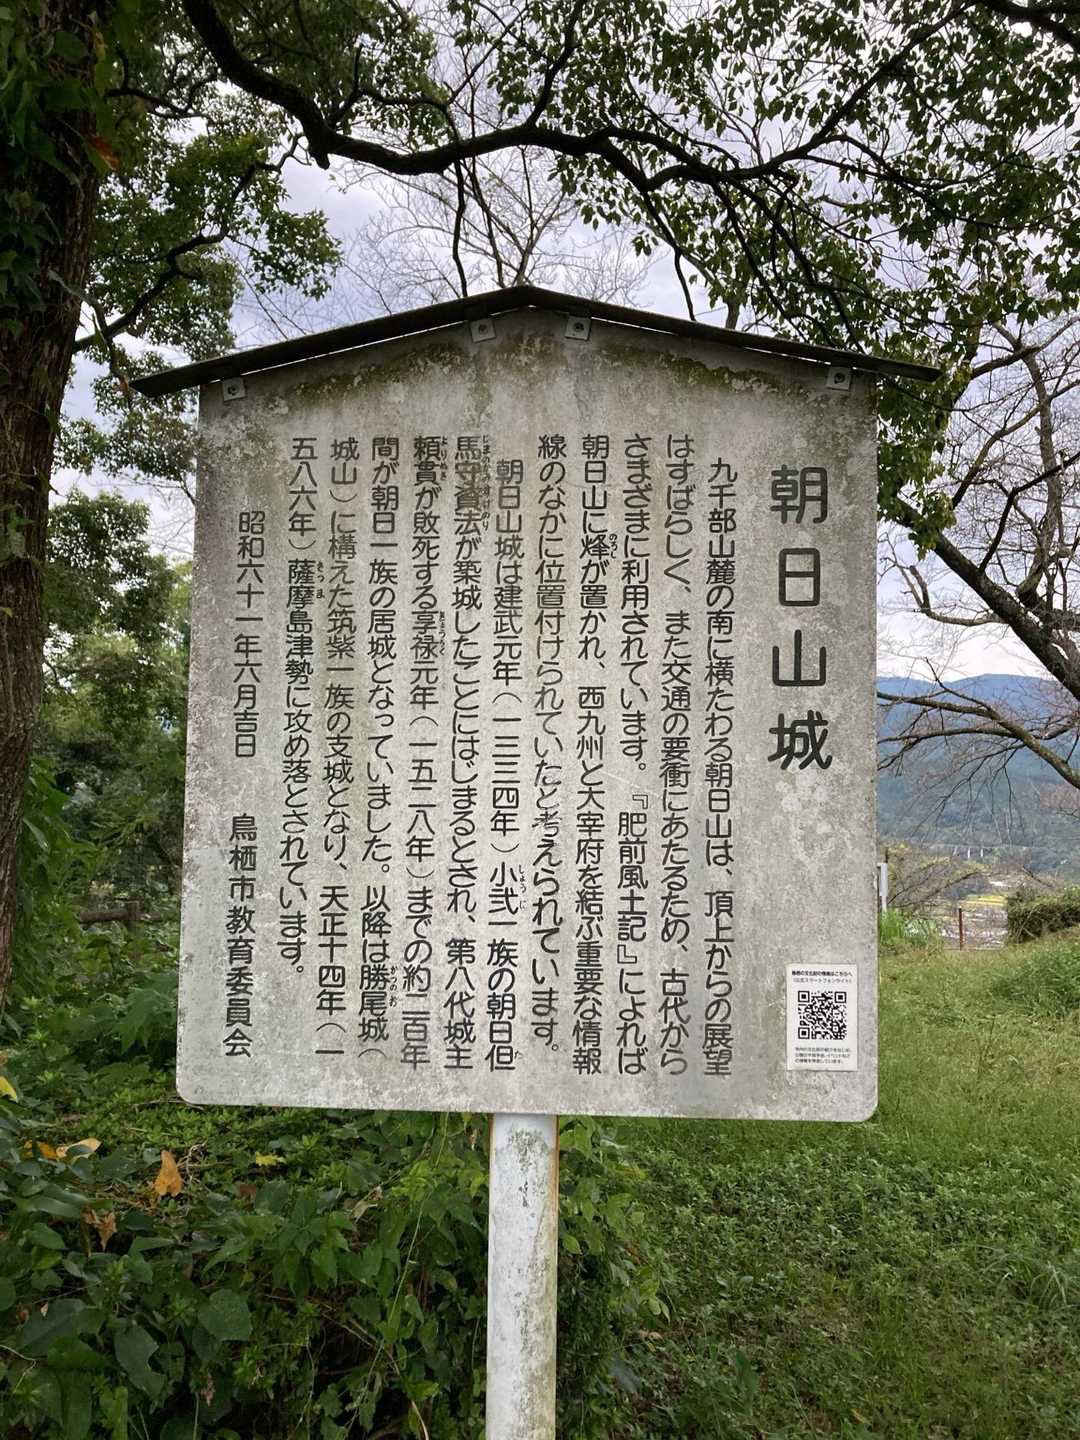 朝日山城
九千部山麓の南に横たわる朝日山は、頂上からの展望
はすばらしく、また交通の要衝にあたるため、古代から
さまざまに利用されています。『肥前風土記』によれば
朝日山に烽が置かれ、西九州と大宰府を結ぶ重要な情報
線のなかに位置付けられていたと考えられています。
朝日山城は建武元年(一三三四年)小弐一族の朝日但
馬守資法が築城したことにはじまるとされ、第八代城主
頼貫が敗死する享禄元年(一五二八年)までの約二百年
間が朝日一族の居城となっていました。以降は勝尾城(
城山)に構えた筑紫一族の支城となり、天正十四年(一
五八六年)薩摩島津勢に攻め落とされています。
昭和六十一年六月吉日 鳥栖市教育委員会